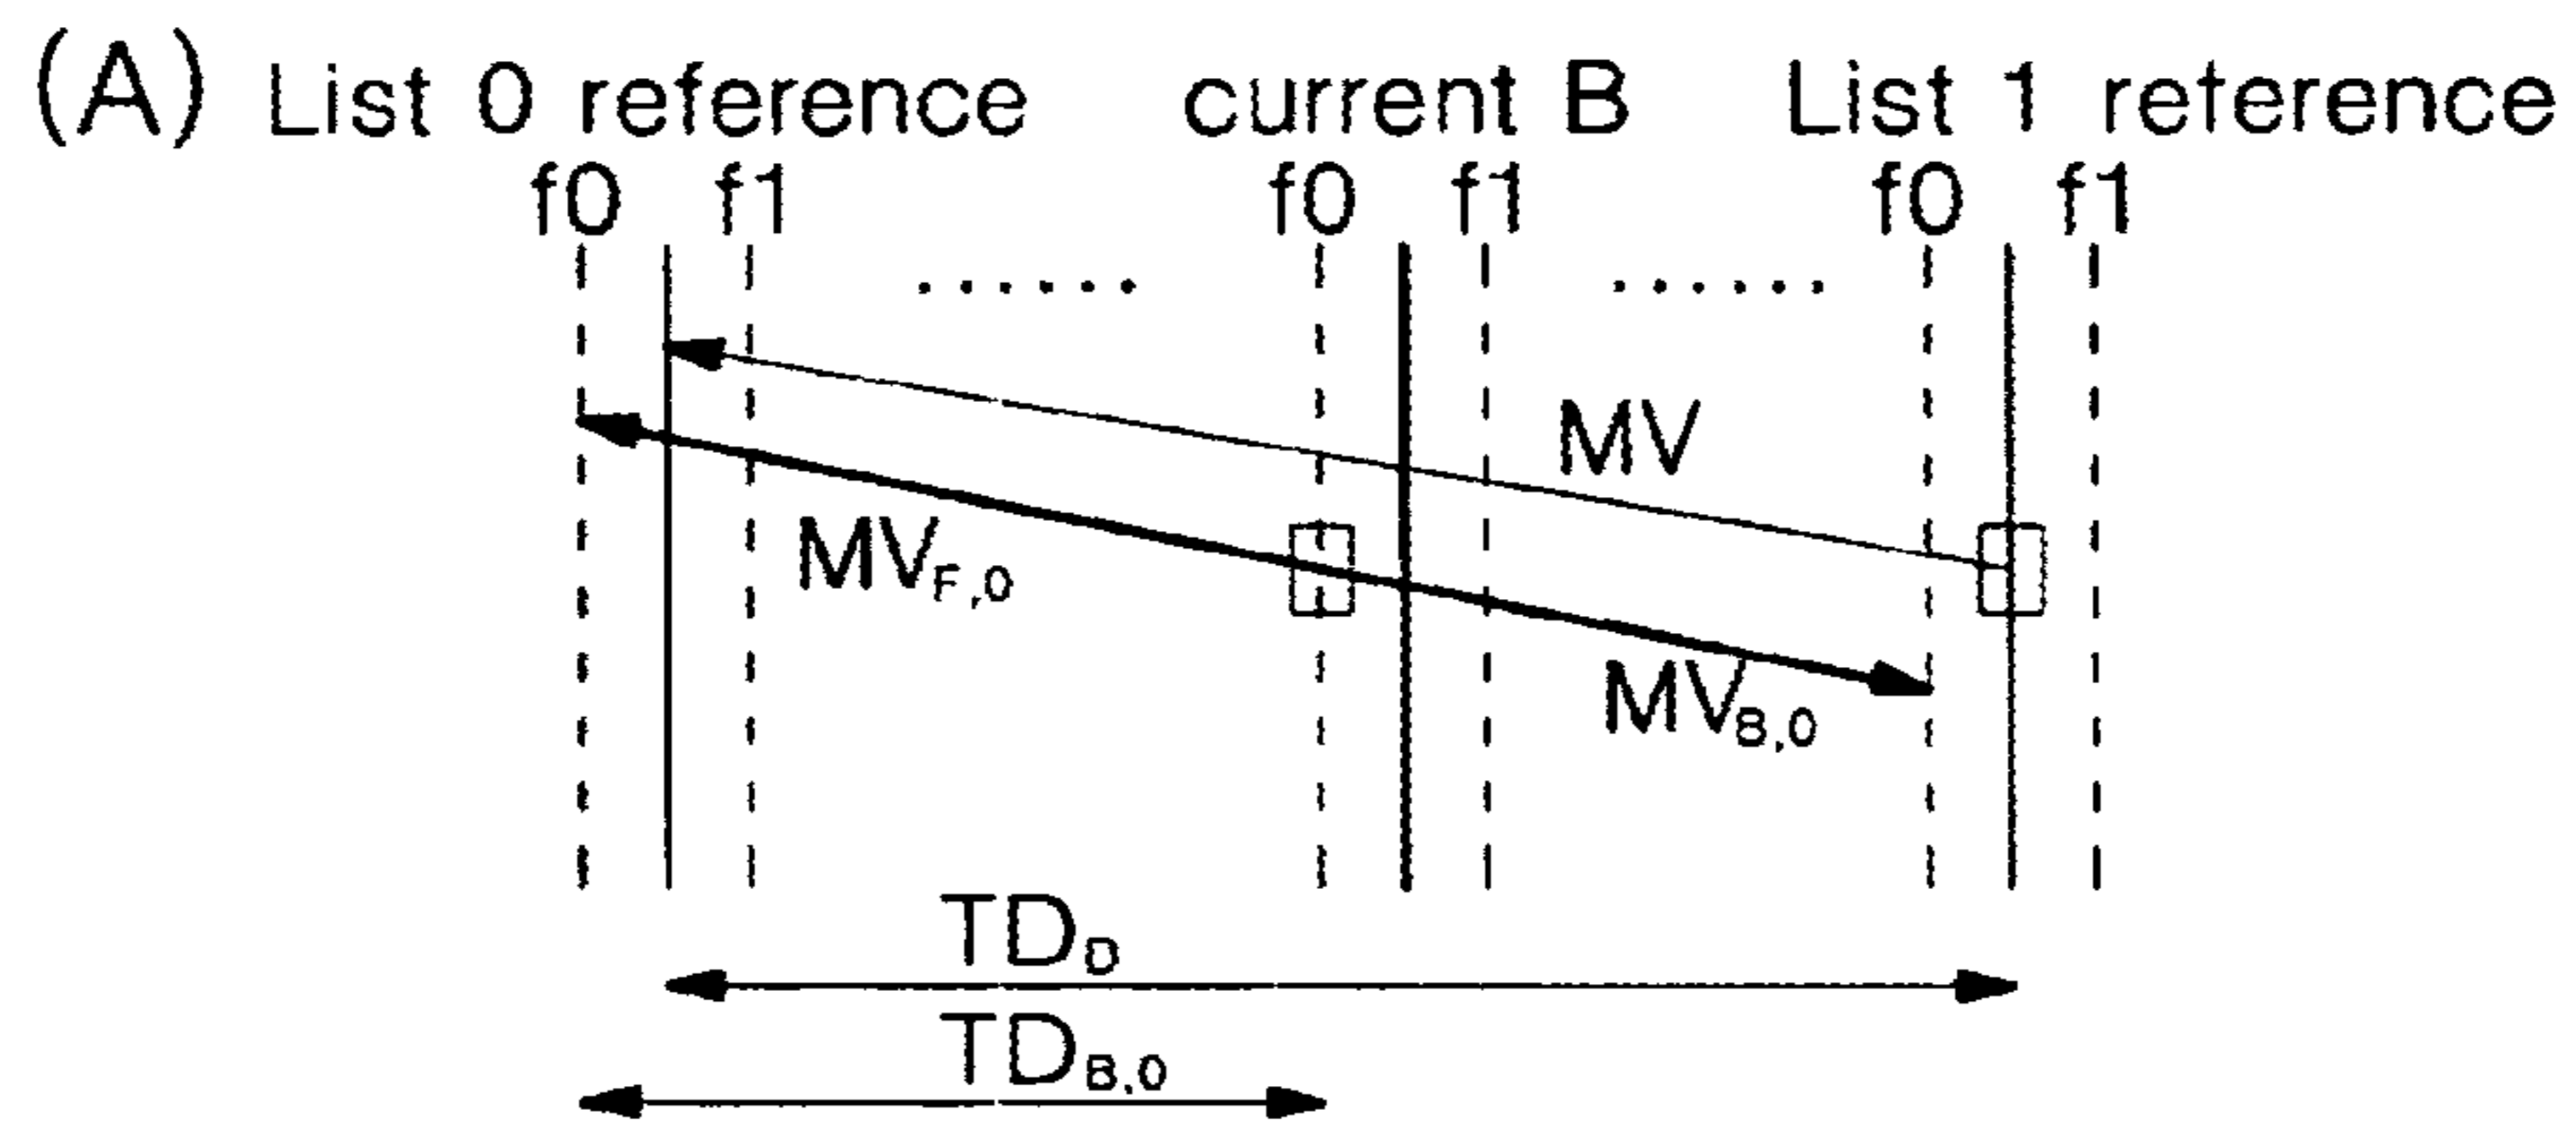 (A) List 0 reference current B List 1 reterence
f0 f1 f0 f1 f0 f1
......  ......
MV
MVF,0
MVB,0
TDD
TDB,0